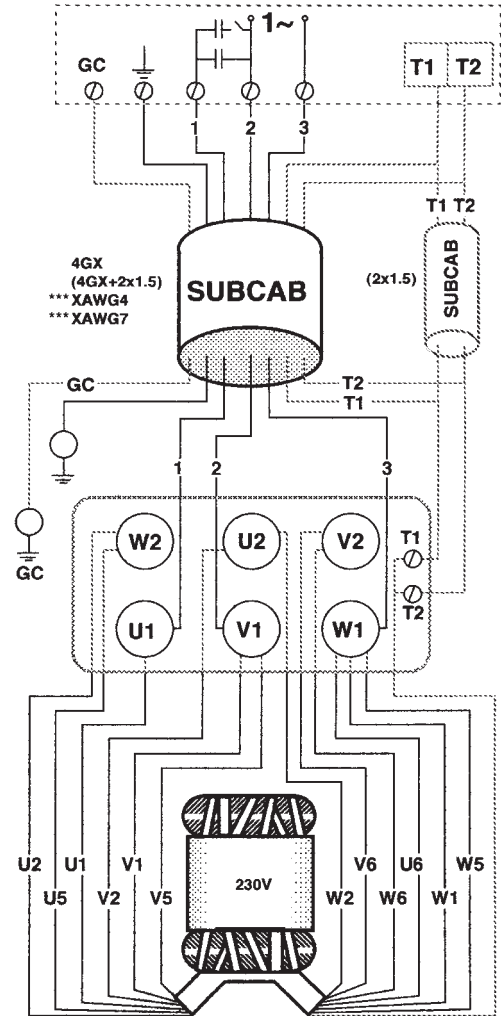 1~
GC
T1 T2
1 2 3
T1 T2
4GX
(4GX+2x1.5)
***XAWG4
***XAWG7
SUBCAB
(2x1.5)
SUBCAB
GC
T2
T1
1 2 3
GC
W2 U2 V2
T1
T2
U1 V1 W1
U2 U1 V1 V6 U6 W5
U5 V2 V5 W2 W6 W1
230V